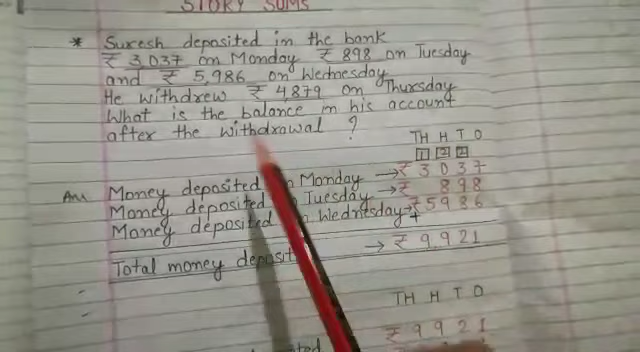 STORY SUMS
* Suresh deposited in the bank
₹ 3,037 on Monday ₹ 898 on Tuesday
and ₹ 5,986 on Wednesday
He withdrew ₹ 4,879 on Thursday
What is the balance in his account
after the withdrawal ?
TH H T O
1 2 2
Ans Money deposited on Monday → ₹ 3 0 3 7
Money deposited on Tuesday → ₹ 8 9 8
Money deposited on Wednesday → + ₹ 5 9 8 6
Total money deposit → ₹ 9,9 2 1
TH H T O
₹ 9 9 2 1